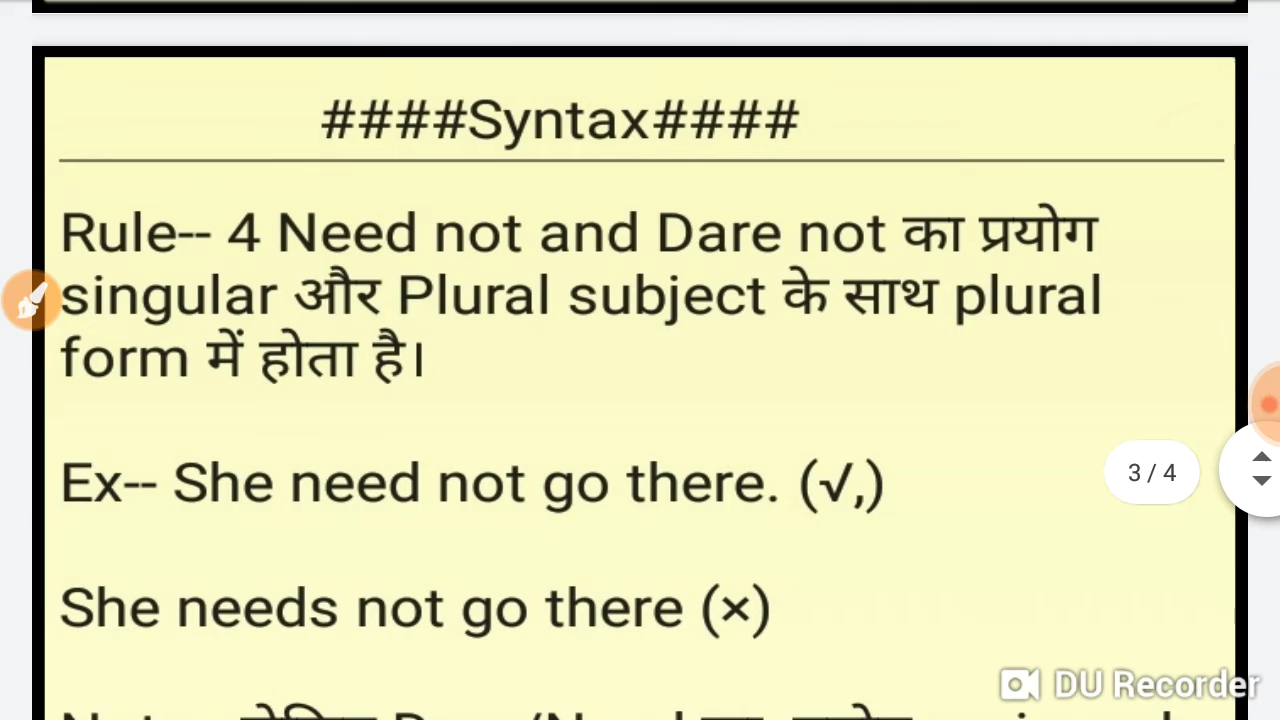 ####Syntax####
Rule-- 4 Need not and Dare not का प्रयोग
singular और Plural subject के साथ plural
form में होता है।
Ex-- She need not go there. (√,)
3 / 4
She needs not go there (×)
DU Recorder